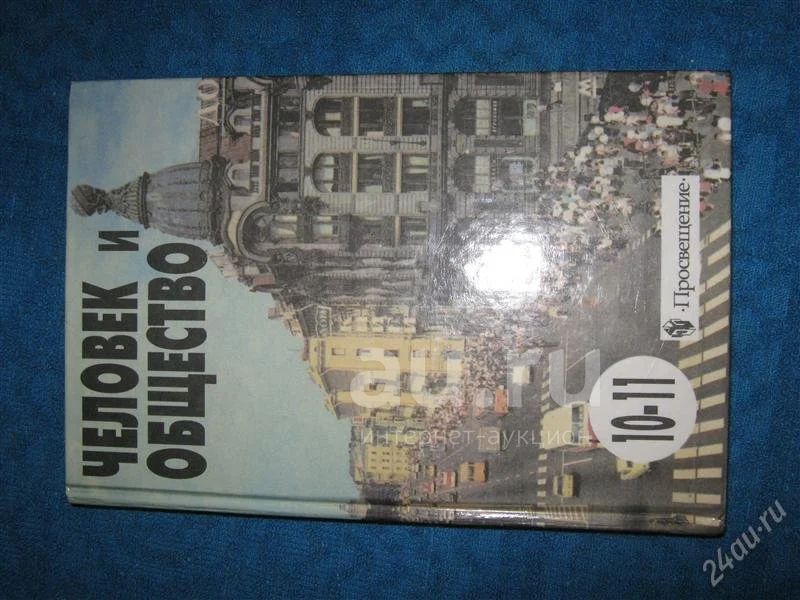 ЧЕЛОВЕК и
ОБЩЕСТВО
10-11
·Просвещение·
au.ru
интернет-аукцион
24au.ru